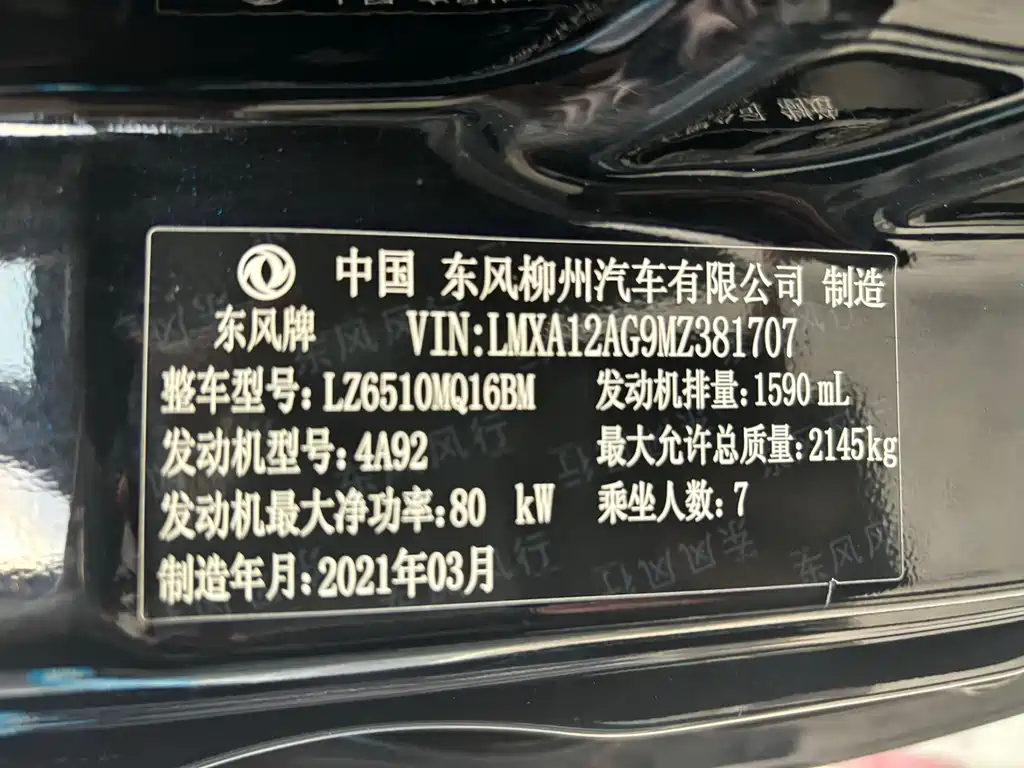 中国 东风柳州汽车有限公司 制造
东风牌 VIN:LMXA12AG9MZ381707
整车型号:LZ6510MQ16BM 发动机排量:1590 mL
发动机型号:4A92 最大允许总质量:2145kg
发动机最大净功率:80 kW 乘坐人数:7
制造年月:2021年03月